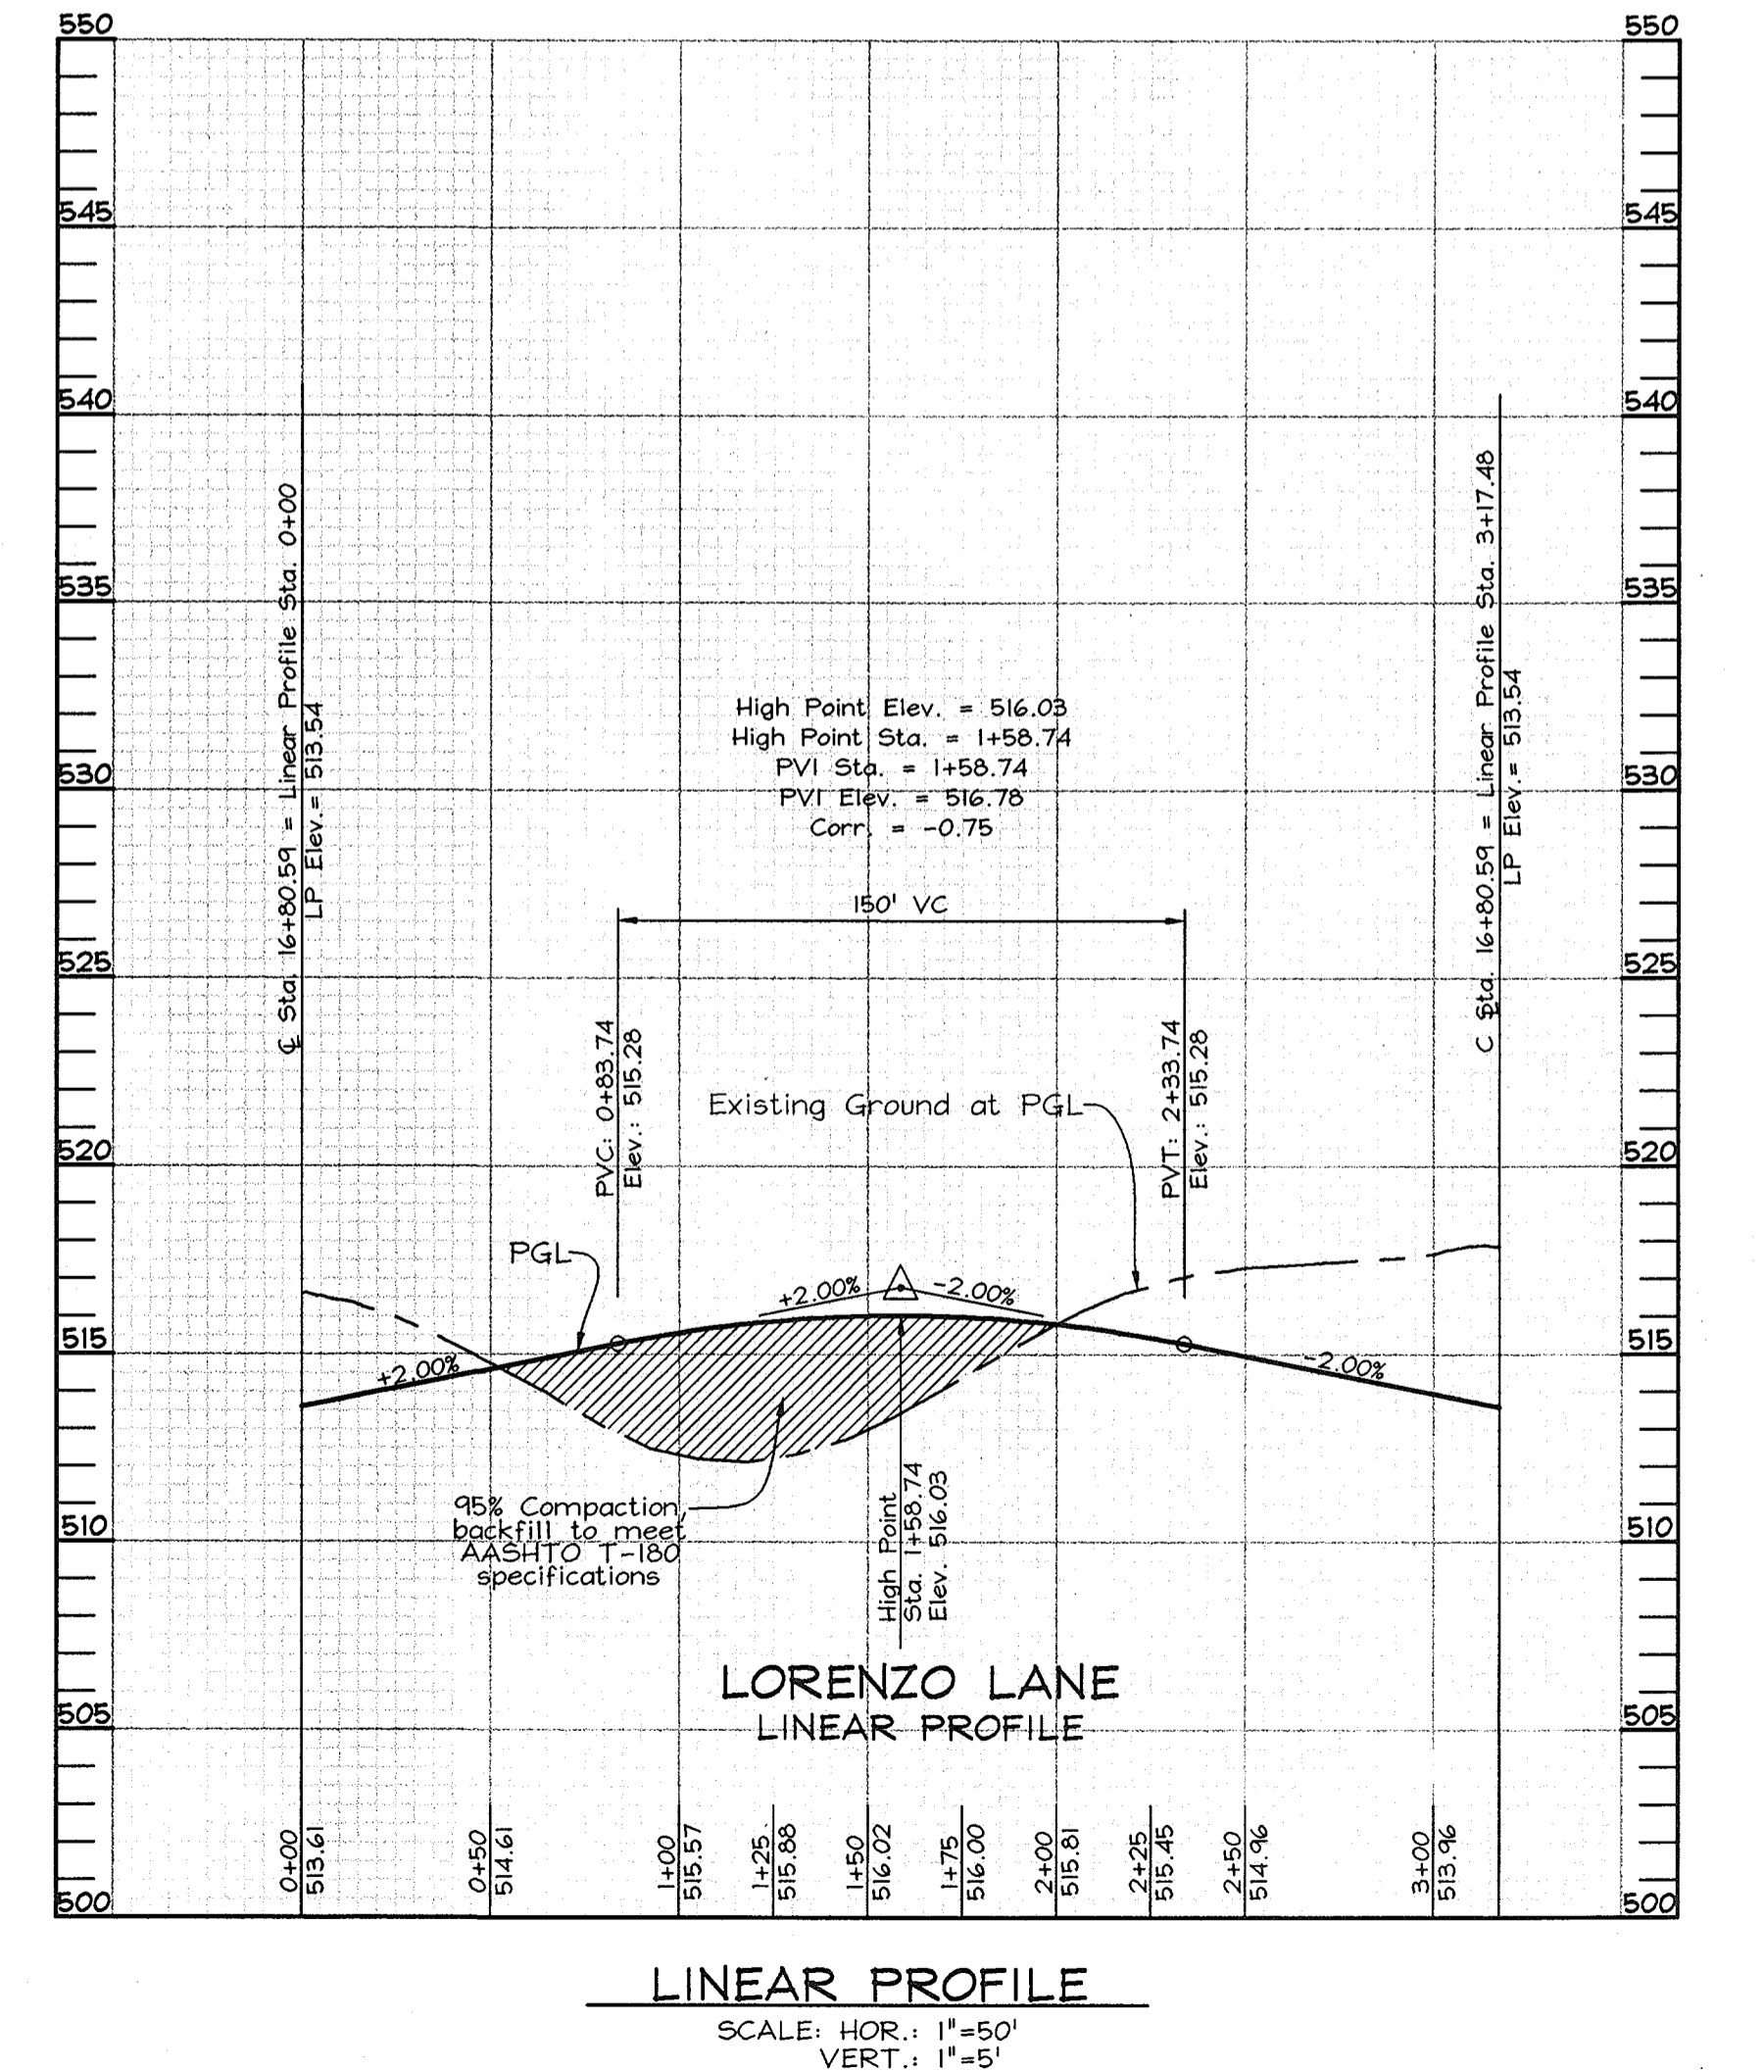 550
550
545
545
540
540
535
535
530
530
525
525
520
520
515
515
510
510
505
505
500
500
℄ Sta. 16+80.59 = Linear Profile Sta. 0+00
LP Elev.= 513.54
C Sta. 16+80.59 = Linear Profile Sta. 3+17.48
LP Elev.= 513.54
High Point Elev. = 516.03
High Point Sta. = 1+58.74
PVI Sta. = 1+58.74
PVI Elev. = 516.78
Corr. = -0.75
150' VC
PVC: 0+83.74
Elev.: 515.28
PVT: 2+33.74
Elev.: 515.28
Existing Ground at PGL
PGL
+2.00%
-2.00%
+2.00%
-2.00%
95% Compaction
backfill to meet
AASHTO T-180
specifications
High Point
Sta. 1+58.74
Elev. 516.03
LORENZO LANE
LINEAR PROFILE
0+00
513.61
0+50
514.61
1+00
515.57
1+25
515.88
1+50
516.02
1+75
516.00
2+00
515.81
2+25
515.45
2+50
514.96
3+00
513.96
LINEAR PROFILE
SCALE: HOR.: 1"=50'
VERT.: 1"=5'